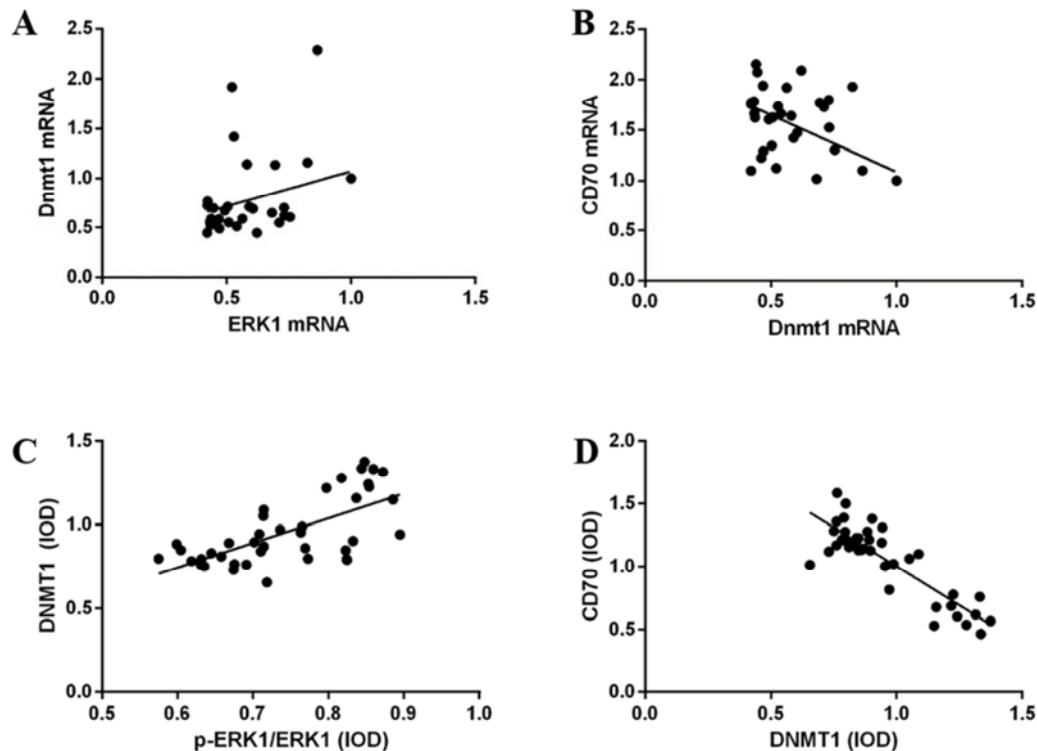 A
Dnmt1 mRNA
2.5
2.0
1.5
1.0
0.5
0.0
0.0 0.5 1.0 1.5
ERK1 mRNA
B
CD70 mRNA
2.5
2.0
1.5
1.0
0.5
0.0
0.0 0.5 1.0 1.5
Dnmt1 mRNA
C
DNMT1 (IOD)
1.5
1.0
0.5
0.0
0.5 0.6 0.7 0.8 0.9 1.0
p-ERK1/ERK1 (IOD)
D
CD70 (IOD)
2.0
1.5
1.0
0.5
0.0
0.0 0.5 1.0 1.5
DNMT1 (IOD)